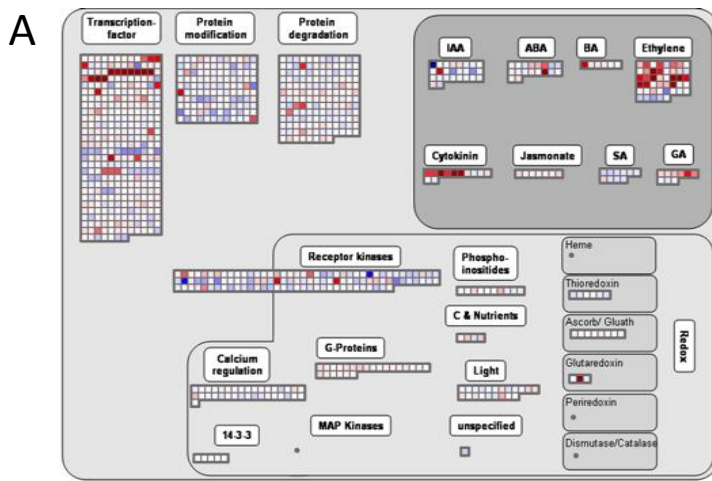 A
Transcription-
factor
Protein
modification
Protein
degradation
IAA
ABA
BA
Ethylene
Cytokinin
Jasmonate
SA
GA
Receptor kinases
Phospho-
inositides
Heme
Thioredoxin
C & Nutrients
Ascorb/ Gluath
Redox
G-Proteins
Calcium
regulation
Light
Glutaredoxin
14-3-3
MAP Kinases
unspecified
Periredoxin
Dismutase/Catalase